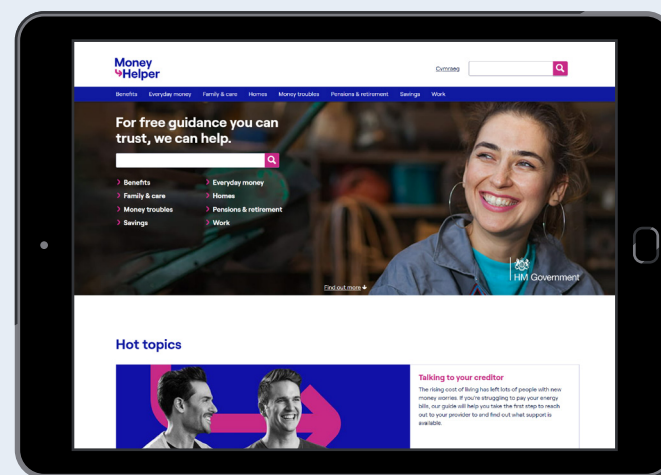 Money
Helper
Cymraeg
Benefits Everyday money Family & care Homes Money troubles Pensions & retirement Savings Work
For free guidance you can
trust, we can help.
Benefits Everyday money
Family & care Homes
Money troubles Pensions & retirement
Savings Work
HM Government
Find out more
Hot topics
Talking to your creditor
The rising cost of living has left lots of people with new
money worries. If you're struggling to pay your energy
bills, our guide will help you take the first step to reach
out to your provider to and find out what support is
available.